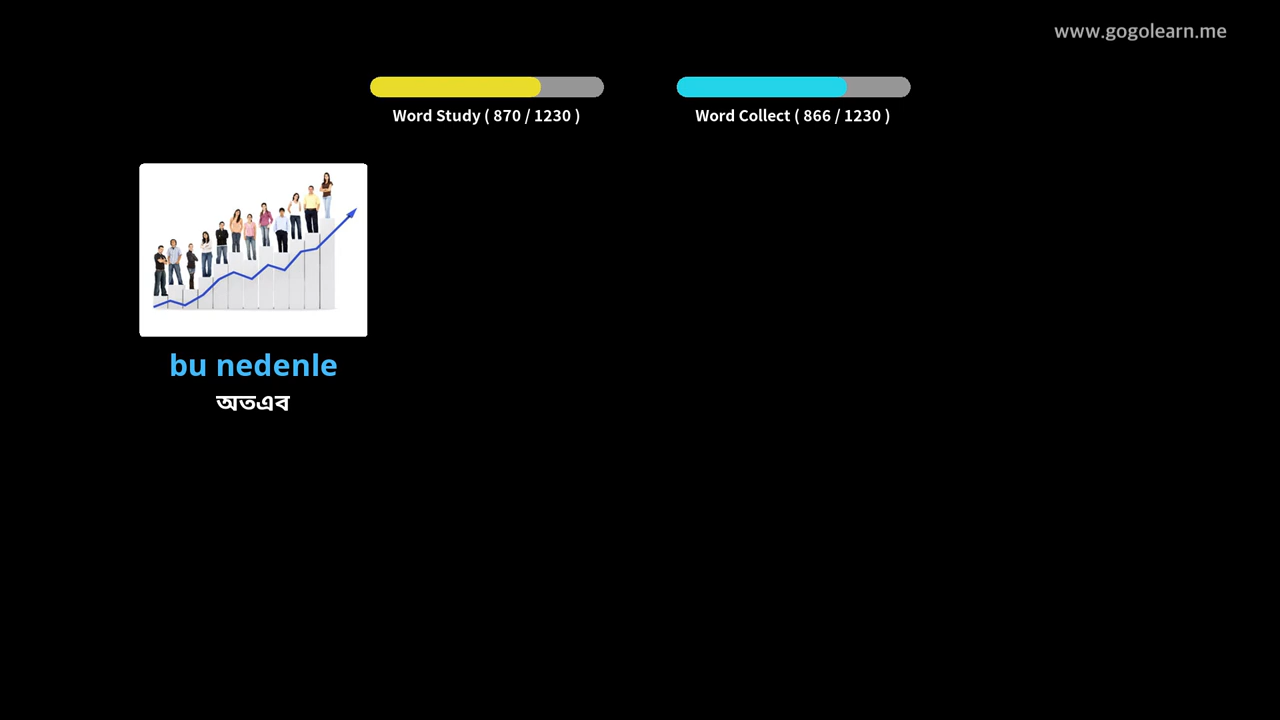 www.gogolearn.me
Word Study ( 870 / 1230 )
Word Collect ( 866 / 1230 )
bu nedenle
অতএব